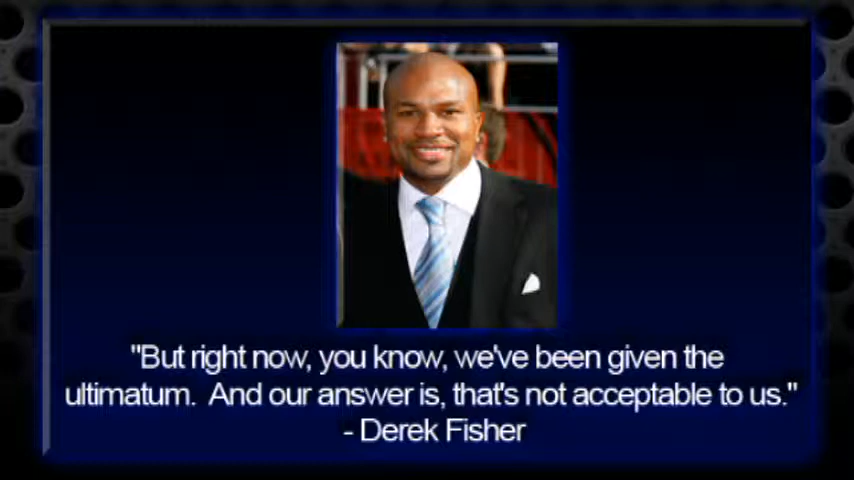 "But right now, you know, we've been given the
ultimatum.  And our answer is, that's not acceptable to us."
- Derek Fisher